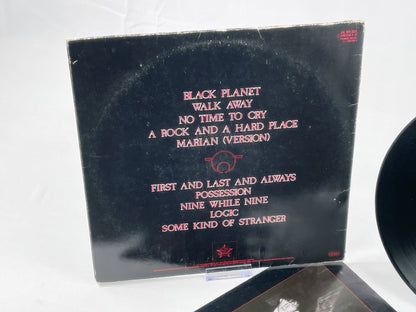 BLACK PLANET
WALK AWAY
NO TIME TO CRY
A ROCK AND A HARD PLACE
MARIAN (VERSION)
FIRST AND LAST AND ALWAYS
POSSESSION
NINE WHILE NINE
LOGIC
SOME KIND OF STRANGER